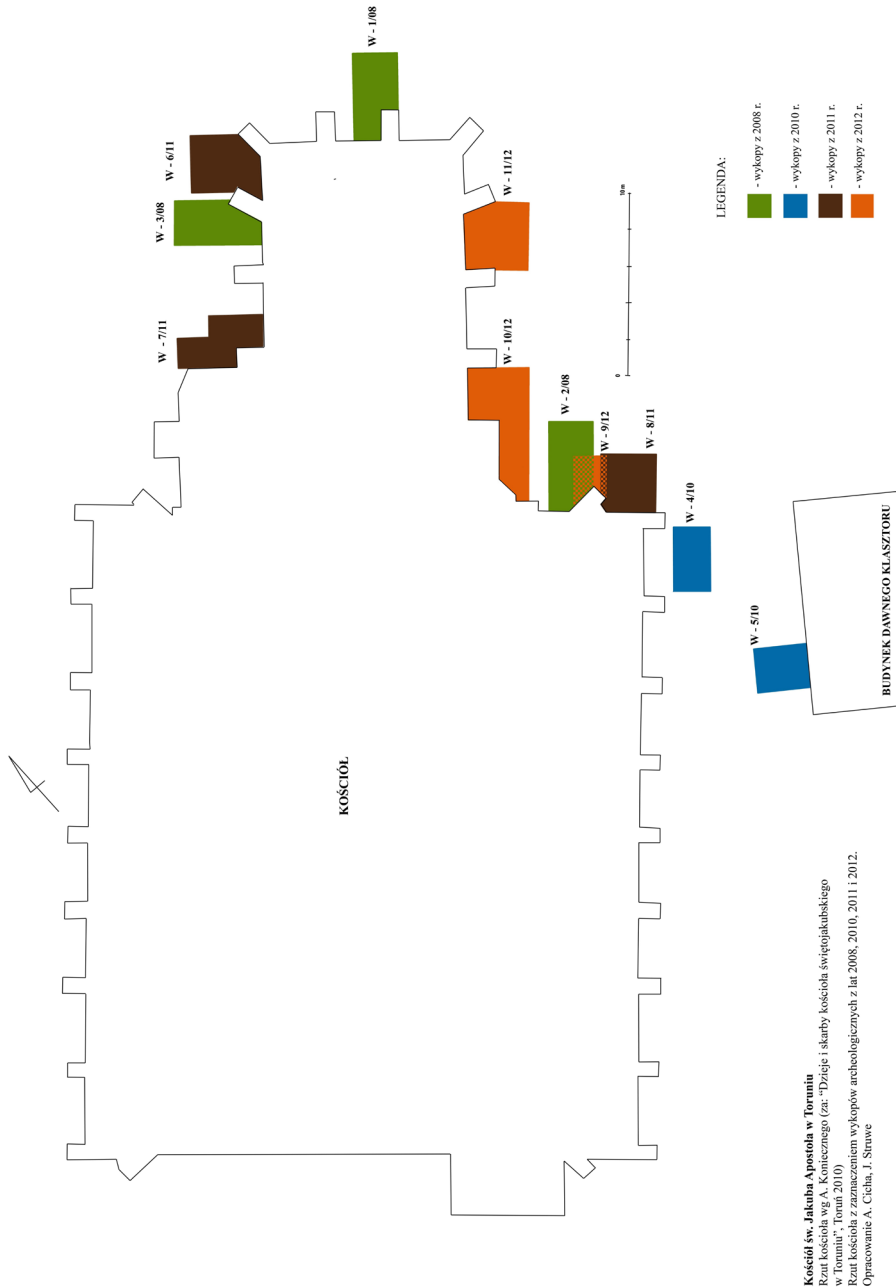 W - 1/08
W - 6/11
W - 3/08
W - 7/11
W - 11/12
W - 10/12
W - 2/08
W - 9/12
W - 8/11
W - 4/10
W - 5/10
KOŚCIÓŁ
BUDYNEK DAWNEGO KLASZTORU
0
10 m
LEGENDA:
- wykopy z 2008 r.
- wykopy z 2010 r.
- wykopy z 2011 r.
- wykopy z 2012 r.
Kościół św. Jakuba Apostoła w Toruniu
Rzut kościoła wg A. Koniecznego (za: "Dzieje i skarby kościoła świętojakubskiego
w Toruniu", Toruń 2010)
Rzut kościoła z zaznaczeniem wykopów archeologicznych z lat 2008, 2010, 2011 i 2012.
Opracowanie A. Cicha, J. Struwe